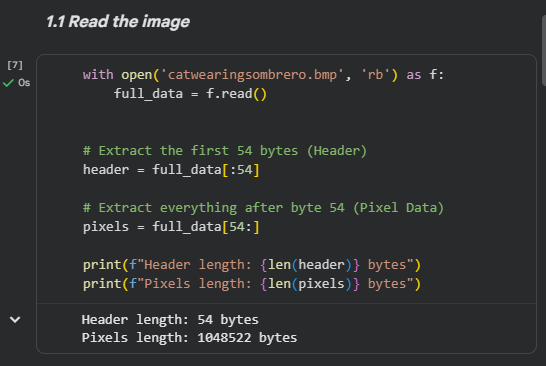 1.1 Read the image
[7]
0s
with open('catwearingsombrero.bmp', 'rb') as f:
    full_data = f.read()
# Extract the first 54 bytes (Header)
header = full_data[:54]
# Extract everything after byte 54 (Pixel Data)
pixels = full_data[54:]
print(f"Header length: {len(header)} bytes")
print(f"Pixels length: {len(pixels)} bytes")
Header length: 54 bytes
Pixels length: 1048522 bytes